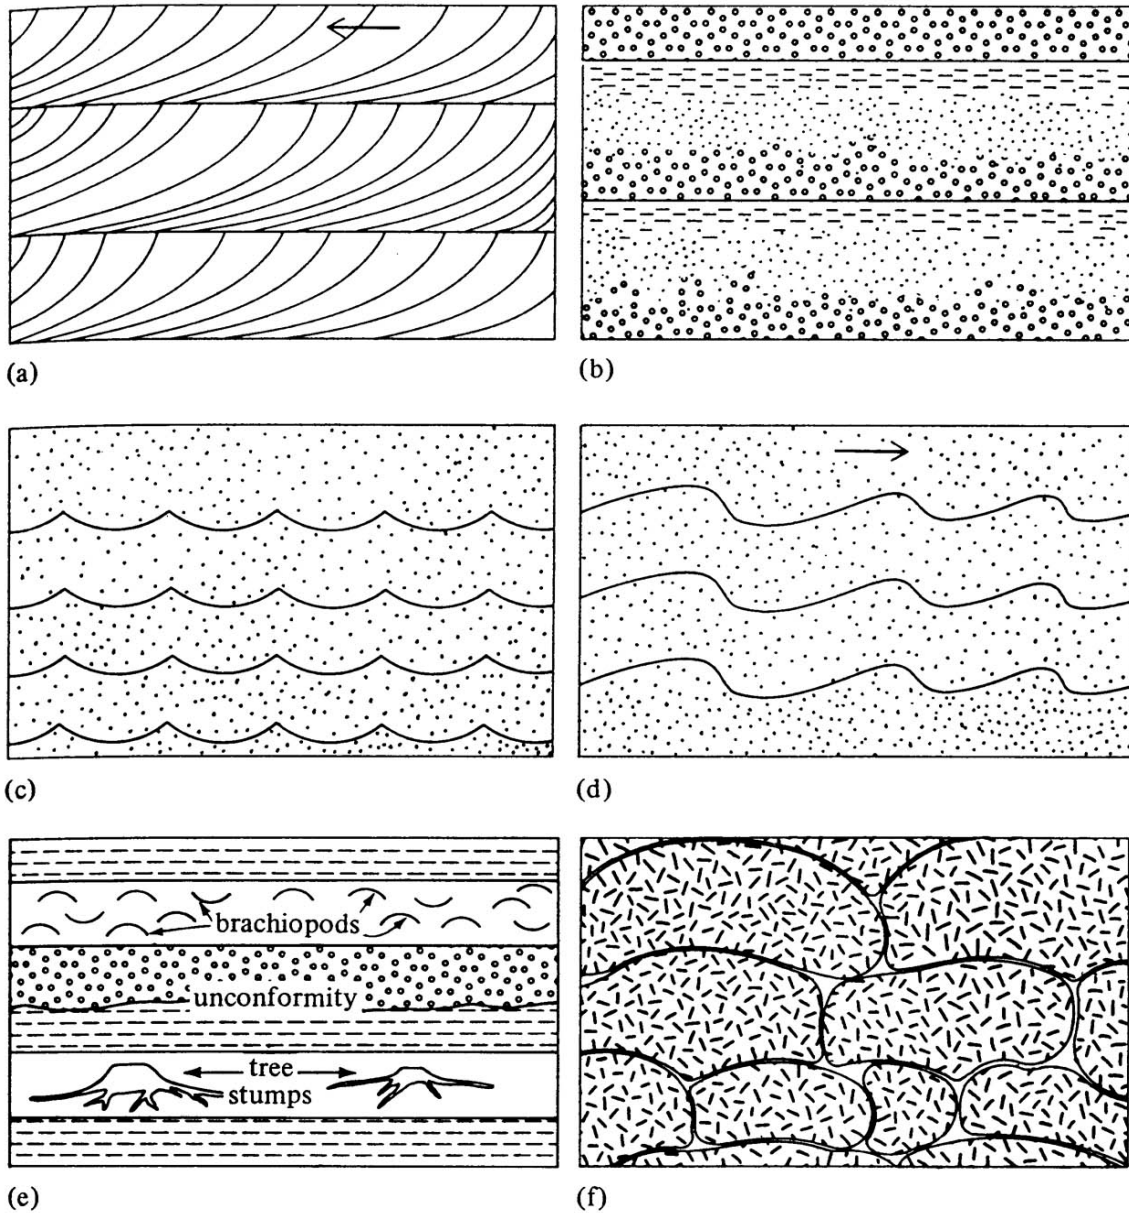 (a)
(b)
(c)
(d)
brachiopods
unconformity
tree
stumps
(e)
(f)